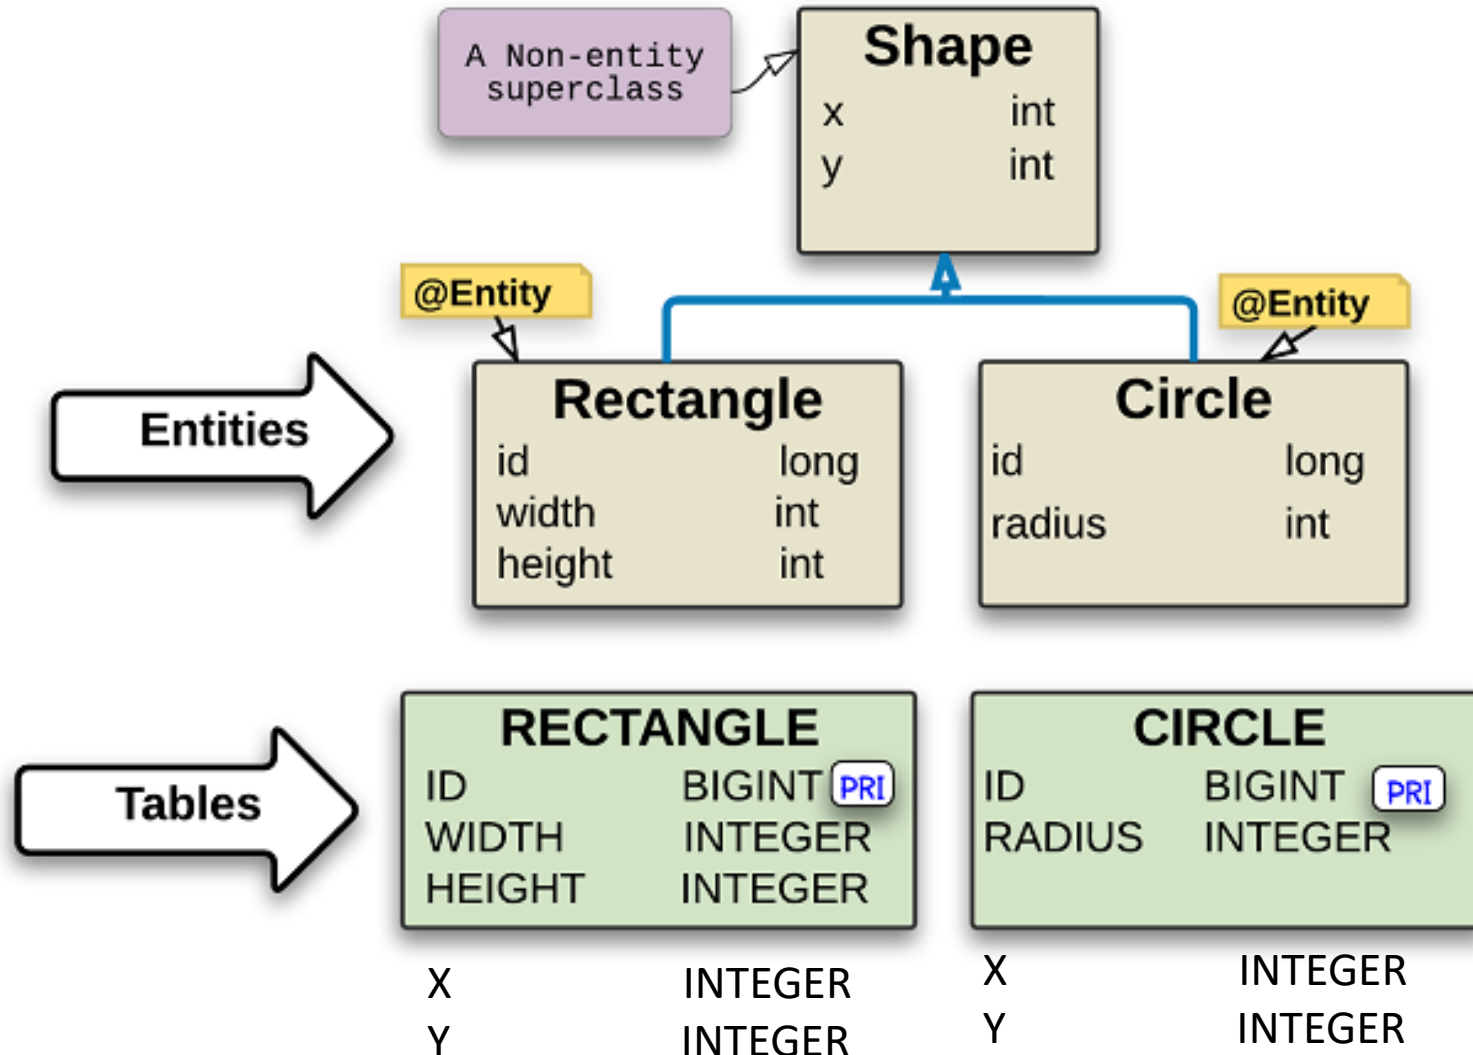 A Non-entity
superclass
Shape
x int
y int
@Entity
@Entity
Entities
Rectangle
id long
width int
height int
Circle
id long
radius int
Tables
RECTANGLE
ID BIGINT PRI
WIDTH INTEGER
HEIGHT INTEGER
X INTEGER
Y INTEGER
CIRCLE
ID BIGINT PRI
RADIUS INTEGER
X INTEGER
Y INTEGER